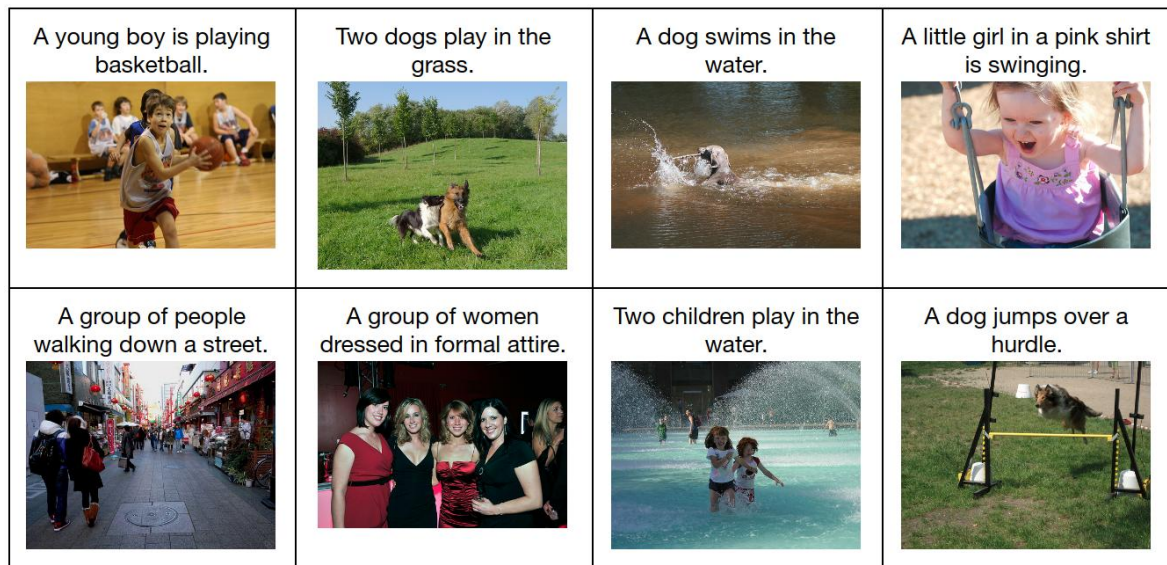 A young boy is playing
basketball.
Two dogs play in the
grass.
A dog swims in the
water.
A little girl in a pink shirt
is swinging.
A group of people
walking down a street.
A group of women
dressed in formal attire.
Two children play in the
water.
A dog jumps over a
hurdle.